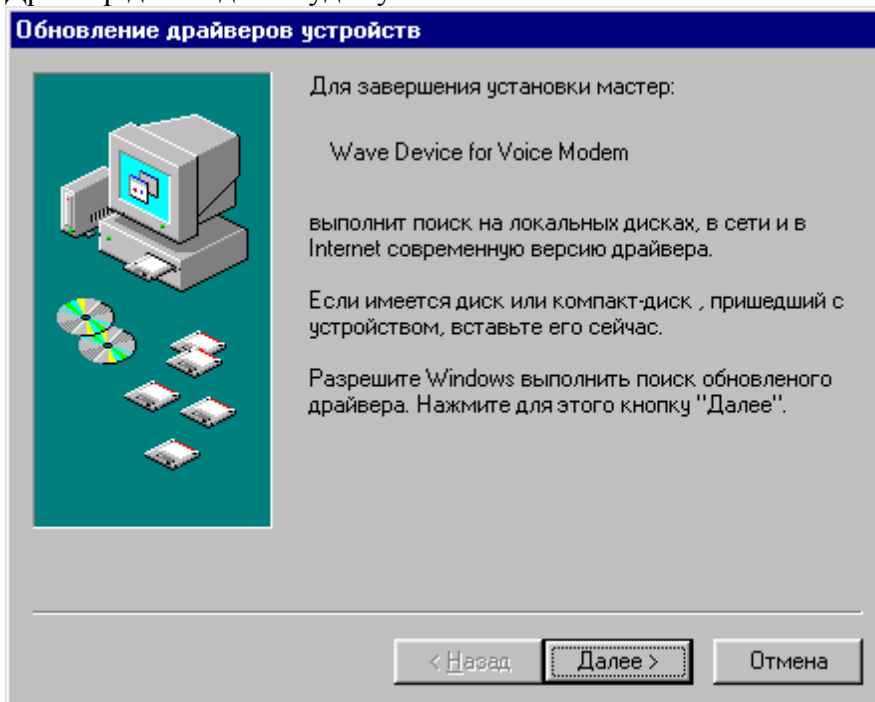 Обновление драйверов устройств
Для завершения установки мастер:
Wave Device for Voice Modem
выполнит поиск на локальных дисках, в сети и в
Internet современную версию драйвера.
Если имеется диск или компакт-диск , пришедший с
устройством, вставьте его сейчас.
Разрешите Windows выполнить поиск обновленого
драйвера. Нажмите для этого кнопку "Далее".
< Назад
Далее >
Отмена